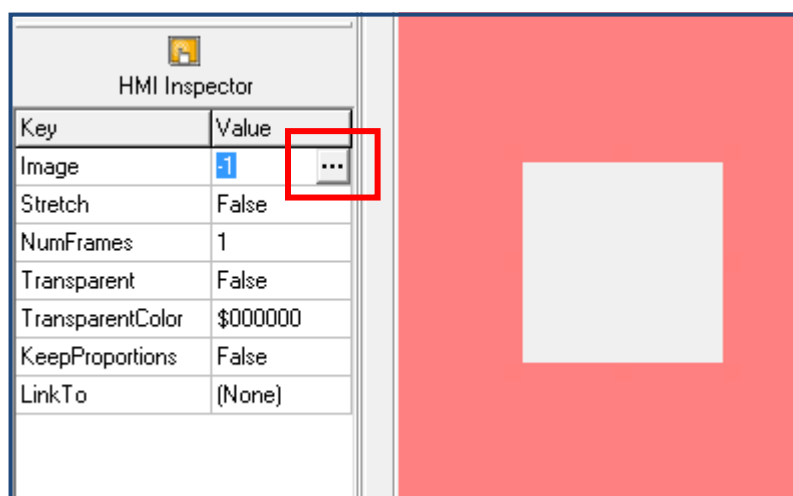 HMI Inspector
Key Value
Image -1 ...
Stretch False
NumFrames 1
Transparent False
TransparentColor $000000
KeepProportions False
LinkTo (None)